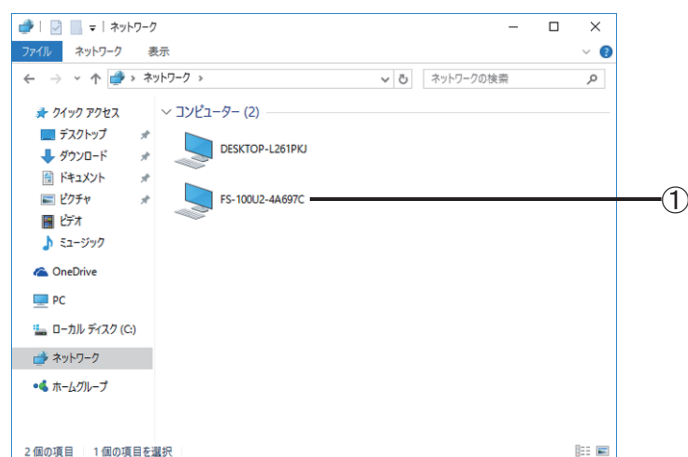 ネットワーク
ファイル ネットワーク 表示
ネットワーク ネットワークの検索
クイック アクセス
デスクトップ
ダウンロード
ドキュメント
ピクチャ
ビデオ
ミュージック
OneDrive
PC
ローカル ディスク (C:)
ネットワーク
ホームグループ
コンピューター (2)
DESKTOP-L261PKJ
FS-100U2-4A697C
①
2 個の項目 1 個の項目を選択